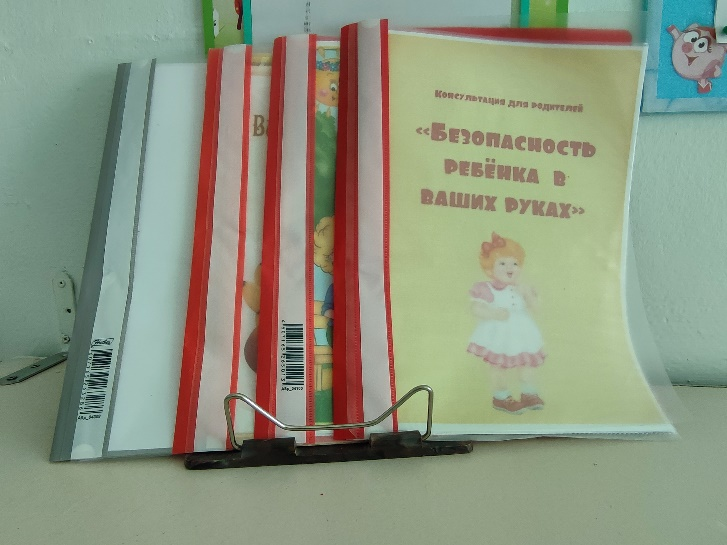 Консультация для родителей
«Безопасность
ребёнка в
ваших руках»